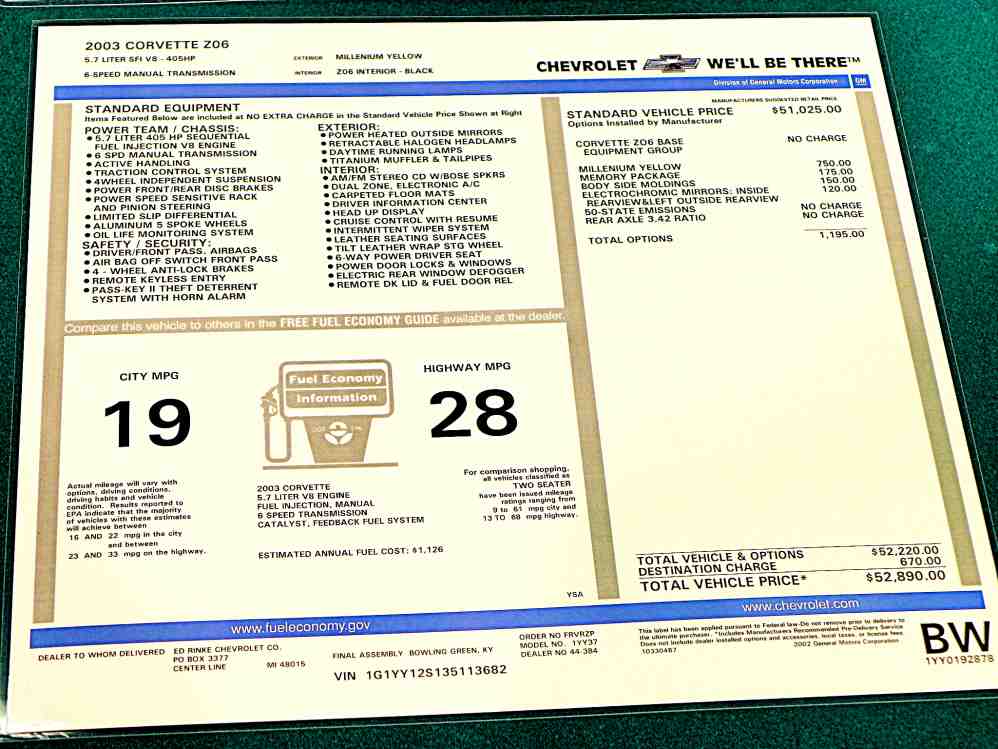 2003 CORVETTE Z06
5.7 LITER SFI V8 - 405HP
6-SPEED MANUAL TRANSMISSION
EXTERIOR MILLENIUM YELLOW
INTERIOR Z06 INTERIOR - BLACK
CHEVROLET WE'LL BE THERE™
Division of General Motors Corporation GM
STANDARD EQUIPMENT
Items Featured Below are included at NO EXTRA CHARGE in the Standard Vehicle Price Shown at Right
POWER TEAM / CHASSIS:
● 5.7 LITER 405 HP SEQUENTIAL
FUEL INJECTION V8 ENGINE
● 6 SPD MANUAL TRANSMISSION
● ACTIVE HANDLING
● TRACTION CONTROL SYSTEM
● 4WHEEL INDEPENDENT SUSPENSION
● POWER FRONT/REAR DISC BRAKES
● POWER SPEED SENSITIVE RACK
AND PINION STEERING
● LIMITED SLIP DIFFERENTIAL
● ALUMINUM 5 SPOKE WHEELS
● OIL LIFE MONITORING SYSTEM
SAFETY / SECURITY:
● DRIVER/FRONT PASS. AIRBAGS
● AIR BAG OFF SWITCH FRONT PASS
● 4 - WHEEL ANTI-LOCK BRAKES
● REMOTE KEYLESS ENTRY
● PASS-KEY II THEFT DETERRENT
SYSTEM WITH HORN ALARM
EXTERIOR:
● POWER HEATED OUTSIDE MIRRORS
● RETRACTABLE HALOGEN HEADLAMPS
● DAYTIME RUNNING LAMPS
● TITANIUM MUFFLER & TAILPIPES
INTERIOR:
● AM/FM STEREO CD W/BOSE SPKRS
● DUAL ZONE, ELECTRONIC A/C
● CARPETED FLOOR MATS
● DRIVER INFORMATION CENTER
● HEAD UP DISPLAY
● CRUISE CONTROL WITH RESUME
● INTERMITTENT WIPER SYSTEM
● LEATHER SEATING SURFACES
● TILT LEATHER WRAP STG WHEEL
● 6-WAY POWER DRIVER SEAT
● POWER DOOR LOCKS & WINDOWS
● ELECTRIC REAR WINDOW DEFOGGER
● REMOTE DK LID & FUEL DOOR REL
MANUFACTURERS SUGGESTED RETAIL PRICE
STANDARD VEHICLE PRICE $51,025.00
Options Installed by Manufacturer
CORVETTE Z06 BASE NO CHARGE
EQUIPMENT GROUP
MILLENIUM YELLOW 750.00
MEMORY PACKAGE 175.00
BODY SIDE MOLDINGS 150.00
ELECTROCHROMIC MIRRORS: INSIDE 120.00
REARVIEW&LEFT OUTSIDE REARVIEW
50-STATE EMISSIONS NO CHARGE
REAR AXLE 3.42 RATIO NO CHARGE
TOTAL OPTIONS 1,195.00
Compare this vehicle to others in the FREE FUEL ECONOMY GUIDE available at the dealer.
CITY MPG
19
Fuel Economy
Information
HIGHWAY MPG
28
Actual mileage will vary with
options, driving conditions,
driving habits and vehicle
condition. Results reported to
EPA indicate that the majority
of vehicles with these estimates
will achieve between
16 AND 22 mpg in the city
and between
23 AND 33 mpg on the highway.
2003 CORVETTE
5.7 LITER V8 ENGINE
FUEL INJECTION, MANUAL
6 SPEED TRANSMISSION
CATALYST, FEEDBACK FUEL SYSTEM
ESTIMATED ANNUAL FUEL COST: $1,126
For comparison shopping,
all vehicles classified as
TWO SEATER
have been issued mileage
ratings ranging from
9 to 61 mpg city and
13 TO 68 mpg highway.
YSA
TOTAL VEHICLE & OPTIONS $52,220.00
DESTINATION CHARGE 670.00
TOTAL VEHICLE PRICE* $52,890.00
www.fueleconomy.gov
www.chevrolet.com
DEALER TO WHOM DELIVERED
ED RINKE CHEVROLET CO.
PO BOX 3377
CENTER LINE MI 48015
FINAL ASSEMBLY BOWLING GREEN, KY
VIN 1G1YY12S135113682
ORDER NO FRVRZP
MODEL NO. 1YY37
DEALER NO 44-384
This label has been applied pursuant to Federal law-Do not remove prior to delivery to
the ultimate purchaser. *Includes Manufacturers Recommended Pre-Delivery Service
Does not include dealer installed options and accessories, local taxes, or license fees.
10330487 2002 General Motors Corporation
BW
1YY0192878